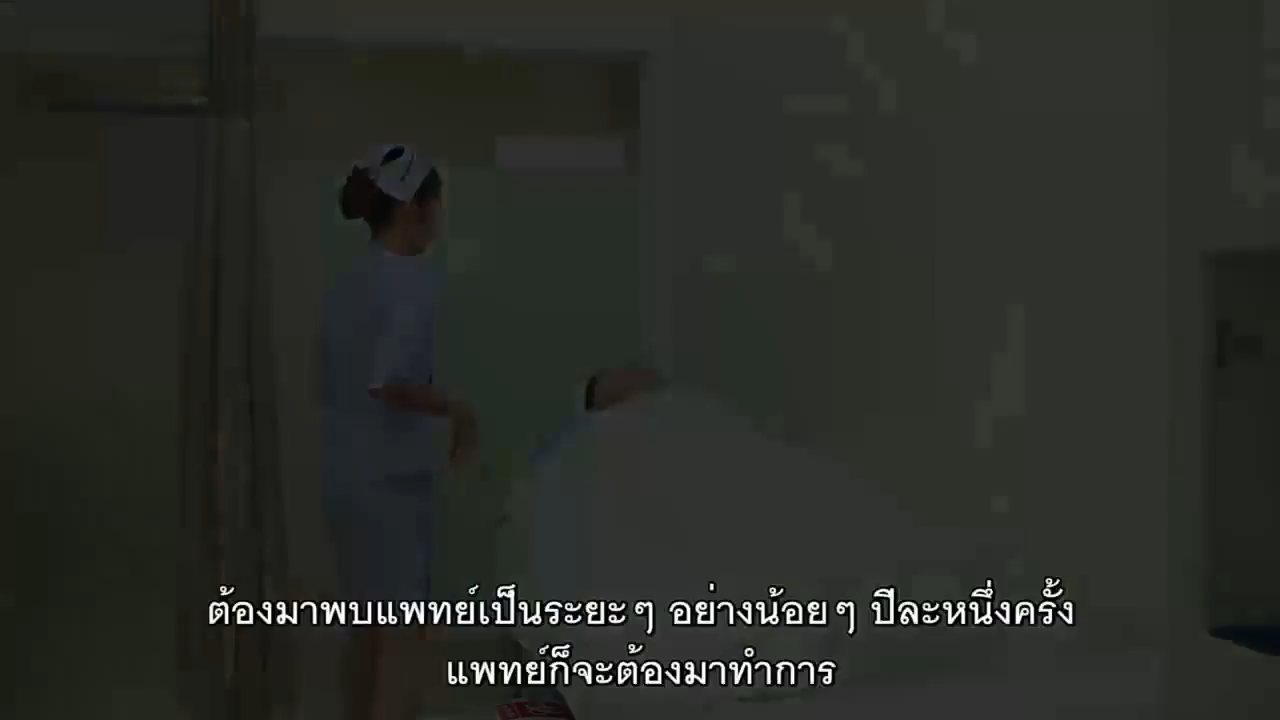 ต้องมาพบแพทย์เป็นระยะๆ อย่างน้อยๆ ปีละหนึ่งครั้ง
แพทย์ก็จะต้องมาทำการ